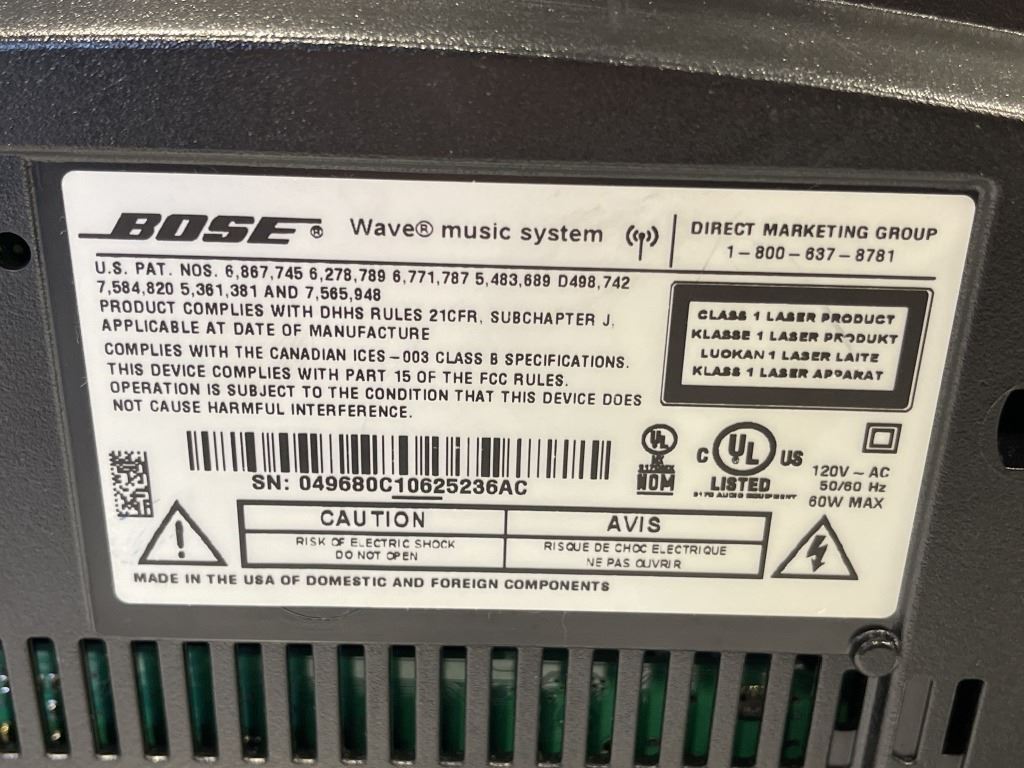 BOSE® Wave® music system
DIRECT MARKETING GROUP
1-800-637-8781
U.S. PAT. NOS. 6,867,745 6,278,789 6,771,787 5,483,689 D498,742
7,584,820 5,361,381 AND 7,565,948
PRODUCT COMPLIES WITH DHHS RULES 21CFR, SUBCHAPTER J,
APPLICABLE AT DATE OF MANUFACTURE
COMPLIES WITH THE CANADIAN ICES-003 CLASS B SPECIFICATIONS.
THIS DEVICE COMPLIES WITH PART 15 OF THE FCC RULES.
OPERATION IS SUBJECT TO THE CONDITION THAT THIS DEVICE DOES
NOT CAUSE HARMFUL INTERFERENCE.
CLASS 1 LASER PRODUCT
KLASSE 1 LASER PRODUKT
LUOKAN 1 LASER LAITE
KLASS 1 LASER APPARAT
SN: 049680C10625236AC
UL
NOM
C UL US
LISTED
3170 AUDIO EQUIPMENT
120V ~ AC
50/60 Hz
60W MAX
CAUTION
RISK OF ELECTRIC SHOCK
DO NOT OPEN
AVIS
RISQUE DE CHOC ELECTRIQUE
NE PAS OUVRIR
MADE IN THE USA OF DOMESTIC AND FOREIGN COMPONENTS